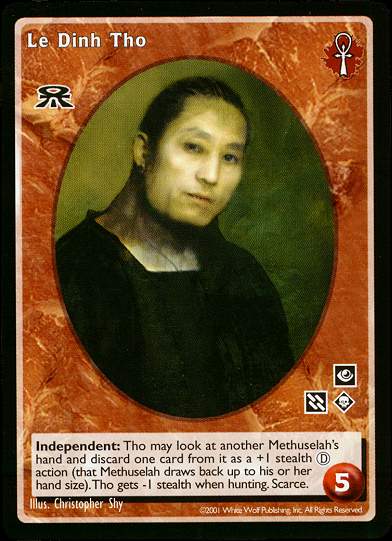 Le Dinh Tho
Independent: Tho may look at another Methuselah's
hand and discard one card from it as a +1 stealth Ⓓ
action (that Methuselah draws back up to his or her
hand size). Tho gets -1 stealth when hunting. Scarce.
5
Illus. Christopher Shy
©2001 White Wolf Publishing, Inc. All Rights Reserved.